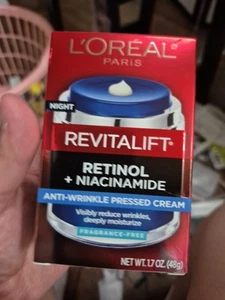 L'ORÉAL
PARIS
NIGHT
REVITALIFT
RETINOL
+ NIACINAMIDE
ANTI-WRINKLE PRESSED CREAM
Visibly reduce wrinkles,
deeply moisturize
FRAGRANCE-FREE
NET WT. 1.7 OZ. (48g)